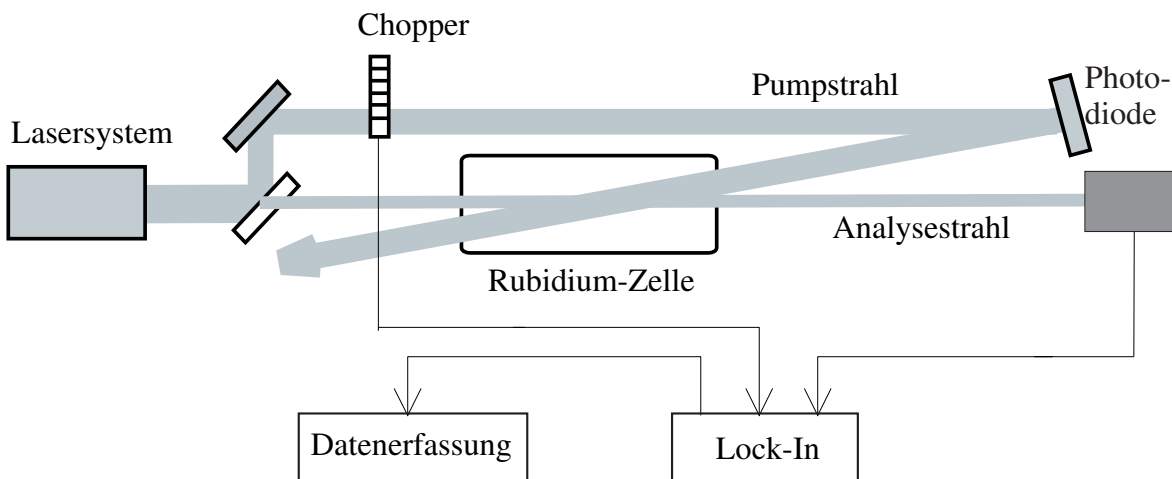 Chopper
Lasersystem
Pumpstrahl
Photo-
diode
Analysestrahl
Rubidium-Zelle
Datenerfassung
Lock-In